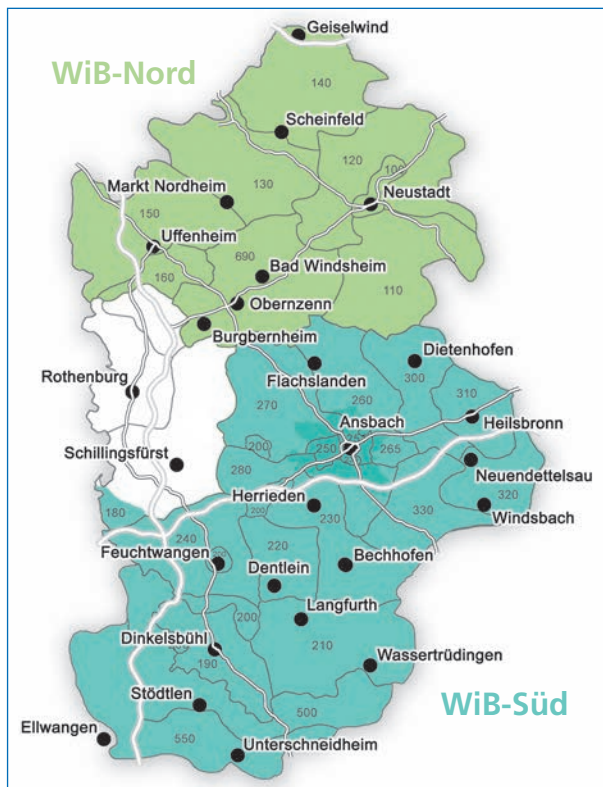 Geiselwind
WiB-Nord
140
Scheinfeld
120
100
Markt Nordheim
130
Neustadt
150
Uffenheim
690
160
Bad Windsheim
110
Obernzenn
Burgbernheim
Dietenhofen
Flachslanden
300
Rothenburg
270
260
310
Ansbach
Heilsbronn
200
250
265
Schillingsfürst
280
Neuendettelsau
Herrieden
320
180
200
230
330
Windsbach
240
Feuchtwangen
220
Bechhofen
Dentlein
200
Langfurth
Dinkelsbühl
210
190
Wassertrüdingen
Stödtlen
500
WiB-Süd
Ellwangen
550
Unterschneidheim